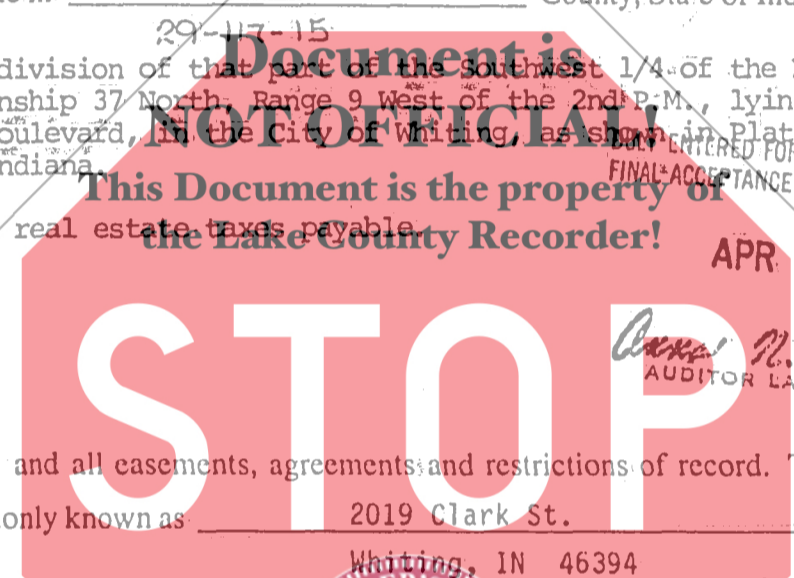 County, State of
29-117-15
Document is
division of that part of the Southwest 1/4 of the
nship 37 North, Range 9 West of the 2nd P.M., lyin
NOT OFFICIAL!
oulevard, in the City of Whiting, as shown in Plat
ENTERED FOR
ndiana.
FINAL ACCEPTANCE
This Document is the property of
real estate taxes payable.
the Lake County Recorder!
APR
STOP
AUDITOR LA
and all easements, agreements and restrictions of record.
only known as 2019 Clark St.
Whiting, IN 46394